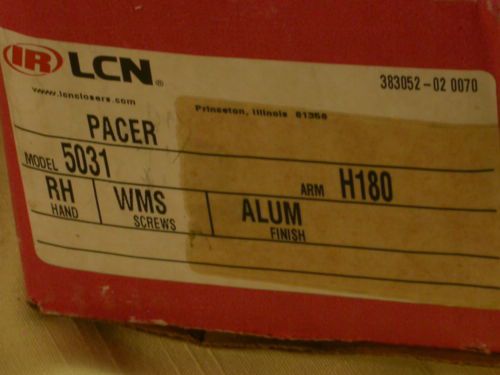 IR LCN®
383052-02 0070
www.lcnclosers.com
Princeton, Illinois 61356
PACER
MODEL 5031
ARM H180
RH WMS ALUM
HAND SCREWS FINISH